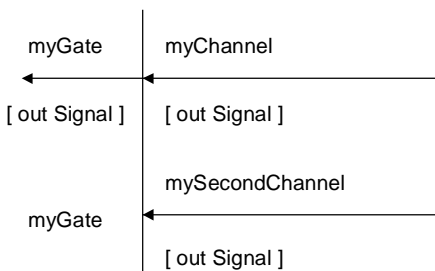 myGate
myChannel
[ out Signal ]
[ out Signal ]
mySecondChannel
myGate
[ out Signal ]